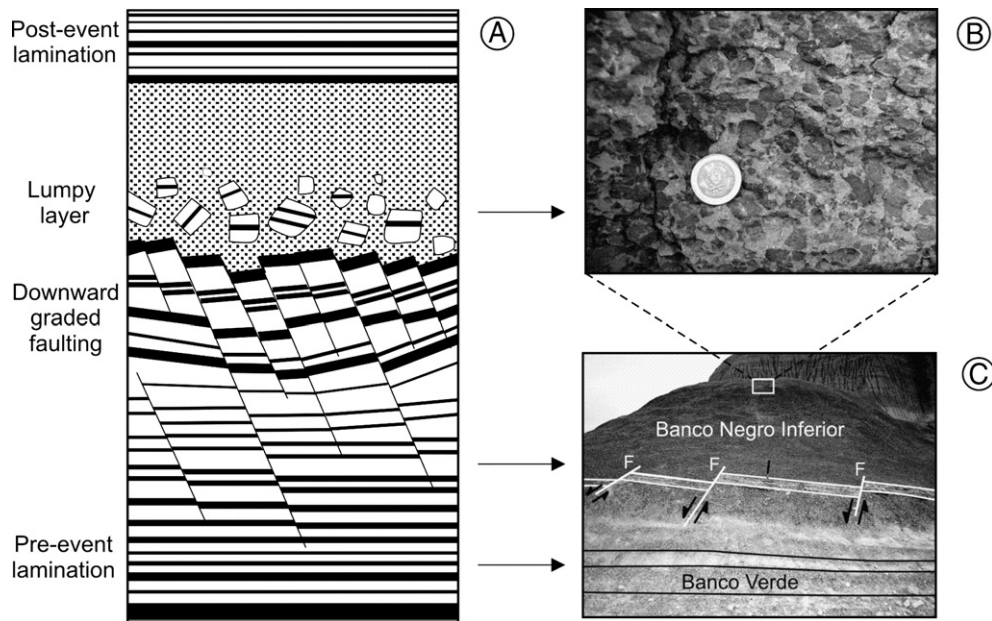 Post-event
lamination
Lumpy
layer
Downward
graded
faulting
Pre-event
lamination
A
B
C
Banco Negro Inferior
F
F
F
Banco Verde